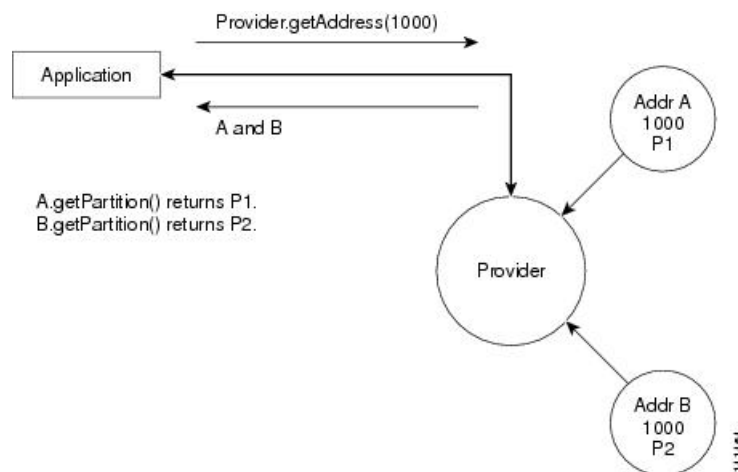 Provider.getAddress(1000)
Application
A and B
A.getPartition() returns P1.
B.getPartition() returns P2.
Addr A
1000
P1
Provider
Addr B
1000
P2